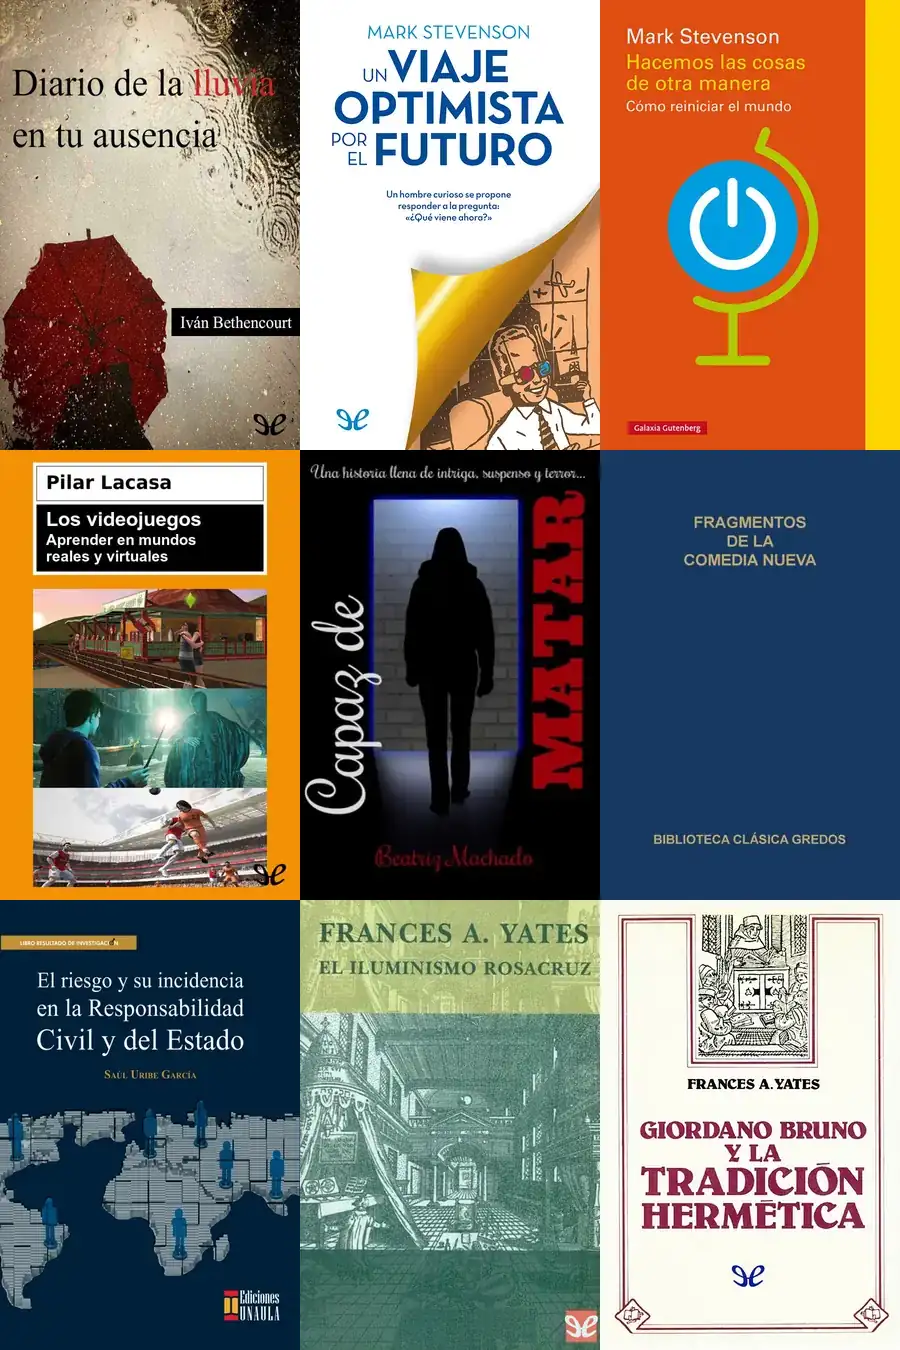 Diario de la lluvia
en tu ausencia
Iván Bethencourt
MARK STEVENSON
UN VIAJE
OPTIMISTA
POR EL FUTURO
Un hombre curioso se propone
responder a la pregunta:
«¿Qué viene ahora?»
Mark Stevenson
Hacemos las cosas
de otra manera
Cómo reiniciar el mundo
Galaxia Gutenberg
Pilar Lacasa
Los videojuegos
Aprender en mundos
reales y virtuales
Una historia llena de intriga, suspenso y terror...
Capaz de
MATAR
Beatriz Machado
FRAGMENTOS
DE LA
COMEDIA NUEVA
BIBLIOTECA CLÁSICA GREDOS
LIBRO RESULTADO DE INVESTIGACIÓN
El riesgo y su incidencia
en la Responsabilidad
Civil y del Estado
SAÚL URIBE GARCÍA
Ediciones
UNAULA
FRANCES A. YATES
EL ILUMINISMO ROSACRUZ
FRANCES A. YATES
GIORDANO BRUNO
Y LA
TRADICIÓN
HERMÉTICA